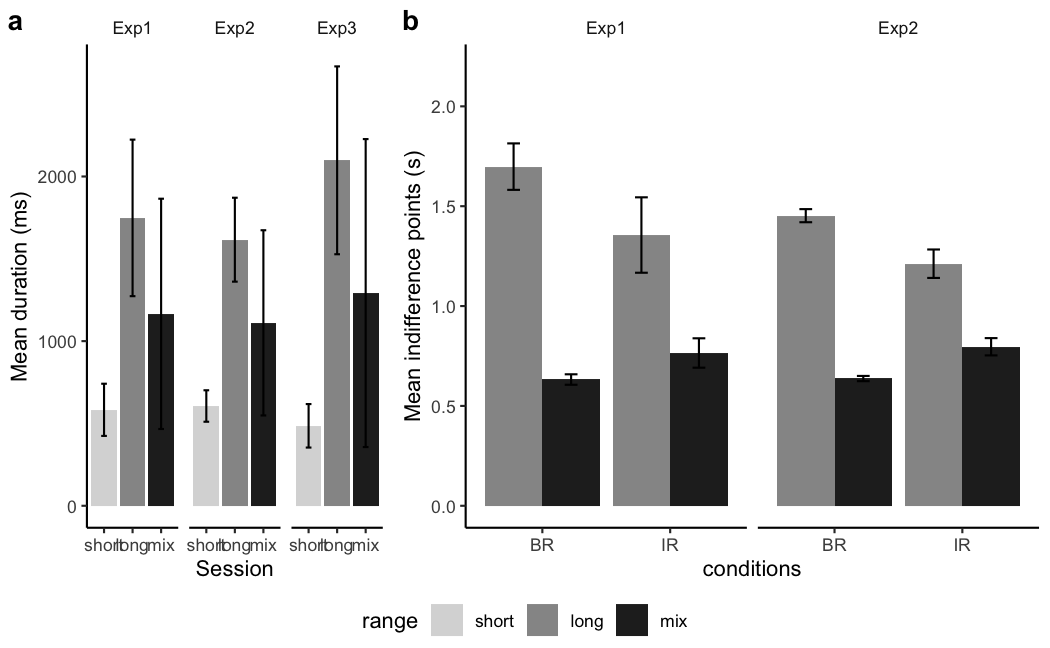 a
Exp1 Exp2 Exp3
Mean duration (ms)
2000
1000
0
short long mix short long mix short long mix
Session
b
Exp1 Exp2
Mean indifference points (s)
2.0
1.5
1.0
0.5
0.0
BR IR BR IR
conditions
range short long mix